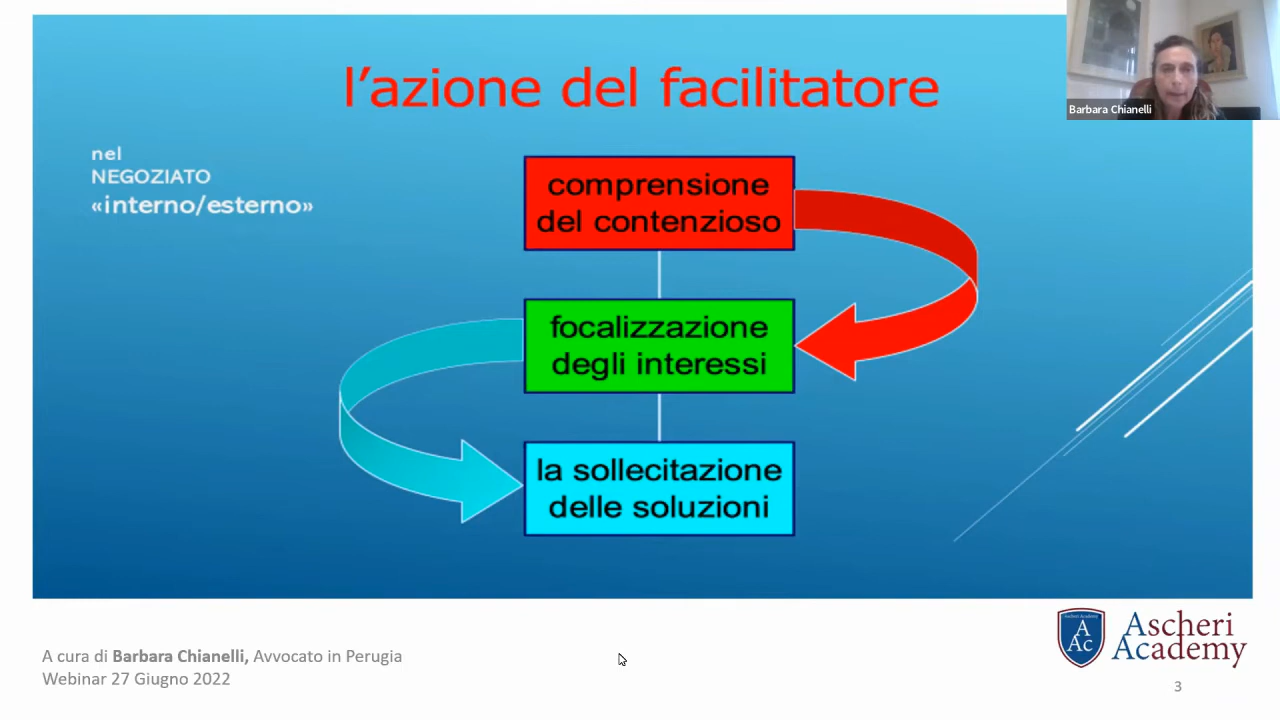 l'azione del facilitatore
Barbara Chianelli
nel
NEGOZIATO
«interno/esterno»
comprensione
del contenzioso
focalizzazione
degli interessi
la sollecitazione
delle soluzioni
A cura di Barbara Chianelli, Avvocato in Perugia
Webinar 27 Giugno 2022
A
Ac
Ascheri
Academy
3